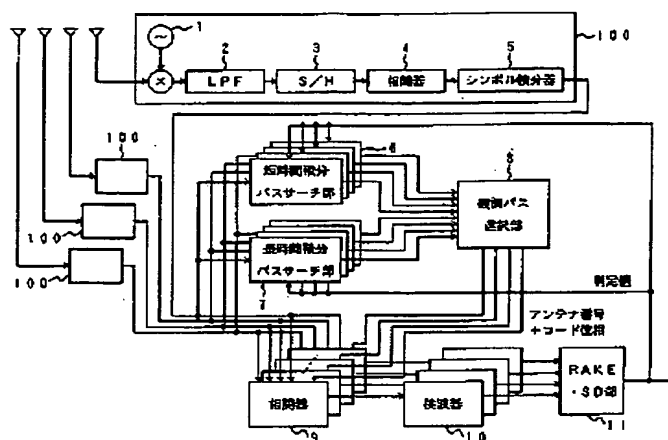 1
2
3
4
5
100
LPF
S/H
相関器
シンボル積分器
100
短時間積分
パスサーチ部
6
8
100
長時間積分
パスサーチ部
パス
選択部
100
7
判定値
アンテナ番号
+コード位相
相関器
検波器
RAKE
・SD部
9
10
11